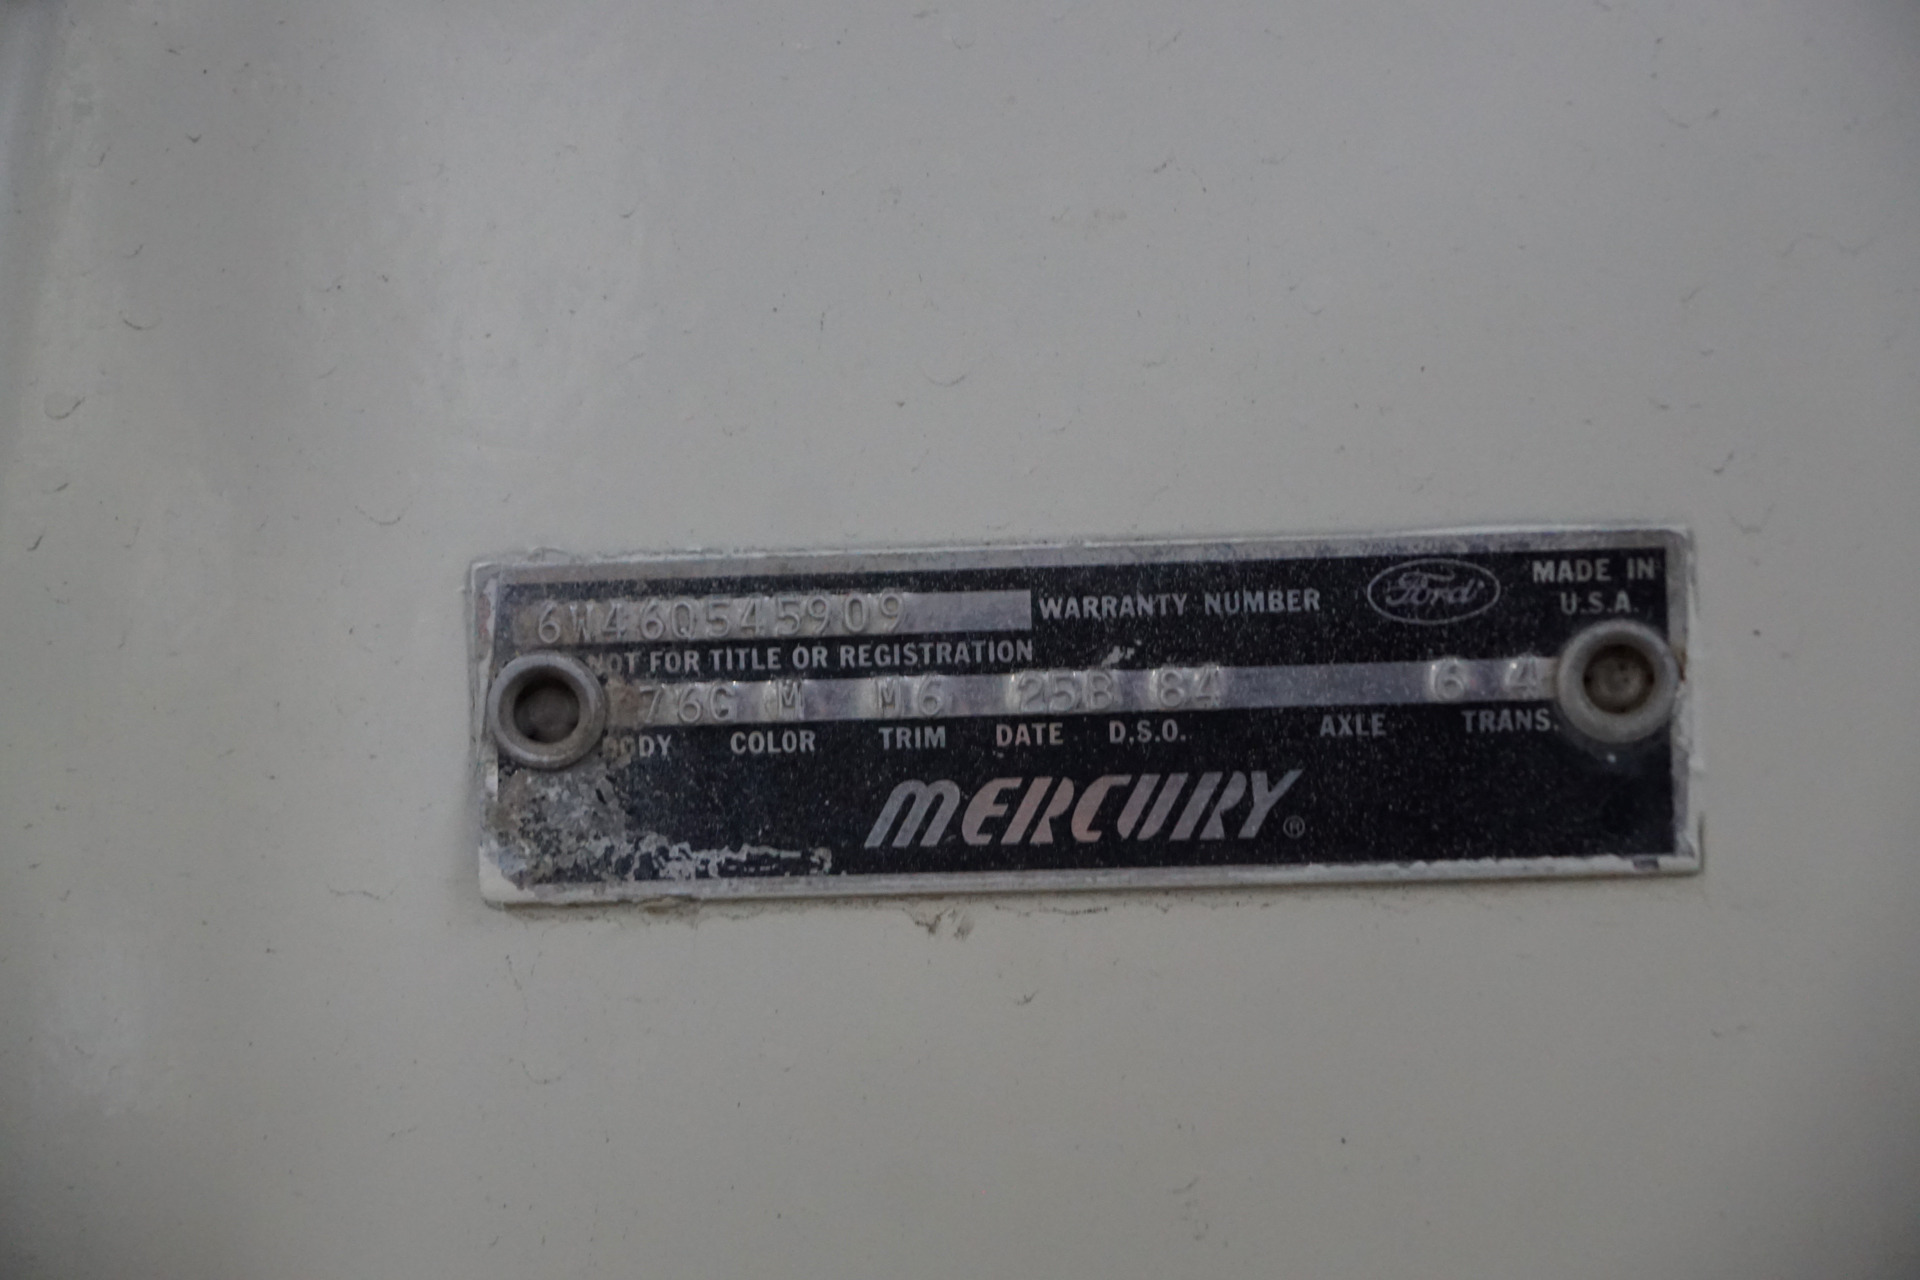 6W46Q545909 WARRANTY NUMBER Ford MADE IN U.S.A.
NOT FOR TITLE OR REGISTRATION
76C M M6 25B 84 6 4
BODY COLOR TRIM DATE D.S.O. AXLE TRANS.
MERCURY®